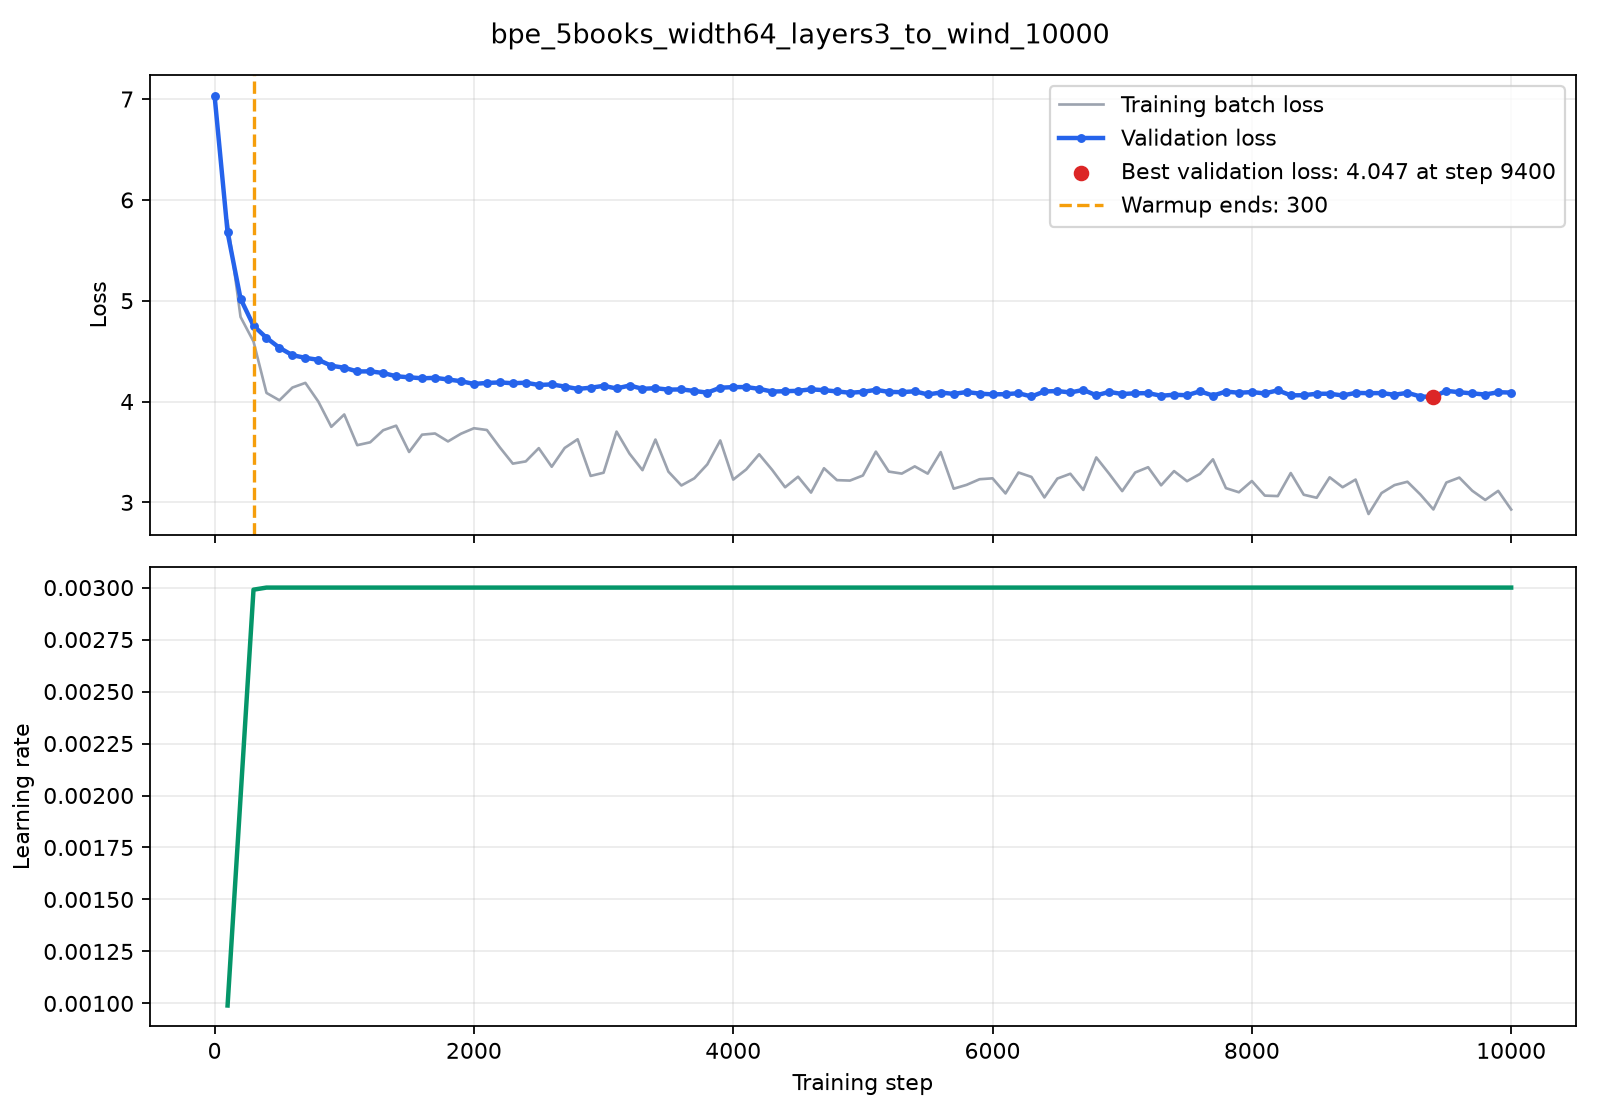 bpe_5books_width64_layers3_to_wind_10000
Training batch loss
Validation loss
Best validation loss: 4.047 at step 9400
Warmup ends: 300
Loss
7
6
5
4
3
Learning rate
0.00300
0.00275
0.00250
0.00225
0.00200
0.00175
0.00150
0.00125
0.00100
0
2000
4000
6000
8000
10000
Training step